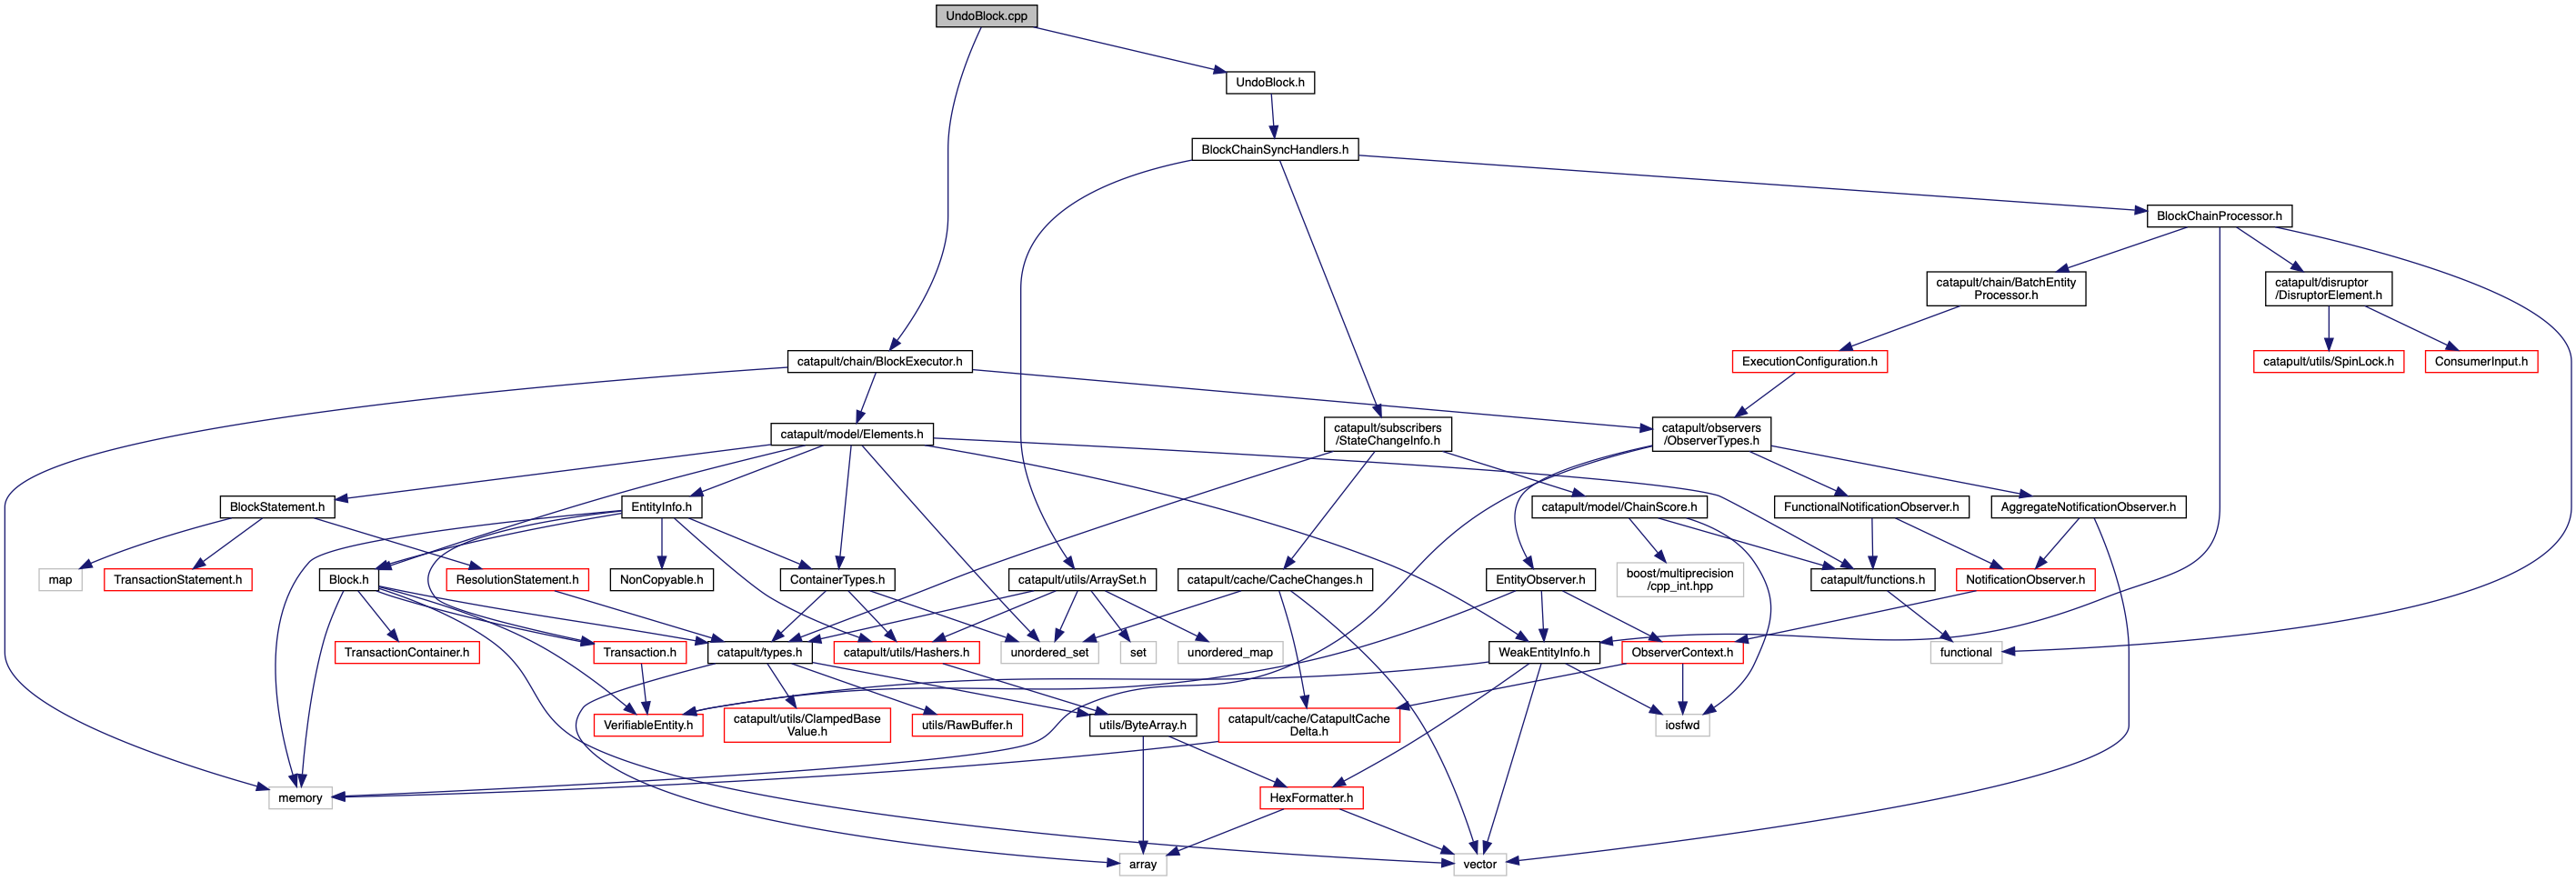 UndoBlock.cpp
UndoBlock.h
BlockChainSyncHandlers.h
BlockChainProcessor.h
catapult/chain/BatchEntity
Processor.h
catapult/disruptor
/DisruptorElement.h
catapult/chain/BlockExecutor.h
ExecutionConfiguration.h
catapult/utils/SpinLock.h
ConsumerInput.h
catapult/model/Elements.h
catapult/subscribers
/StateChangeInfo.h
catapult/observers
/ObserverTypes.h
BlockStatement.h
EntityInfo.h
catapult/model/ChainScore.h
FunctionalNotificationObserver.h
AggregateNotificationObserver.h
map
TransactionStatement.h
Block.h
ResolutionStatement.h
NonCopyable.h
ContainerTypes.h
catapult/utils/ArraySet.h
catapult/cache/CacheChanges.h
EntityObserver.h
boost/multiprecision
/cpp_int.hpp
catapult/functions.h
NotificationObserver.h
TransactionContainer.h
Transaction.h
catapult/types.h
catapult/utils/Hashers.h
unordered_set
set
unordered_map
WeakEntityInfo.h
ObserverContext.h
functional
VerifiableEntity.h
catapult/utils/ClampedBase
Value.h
utils/RawBuffer.h
utils/ByteArray.h
catapult/cache/CatapultCache
Delta.h
iosfwd
memory
HexFormatter.h
array
vector